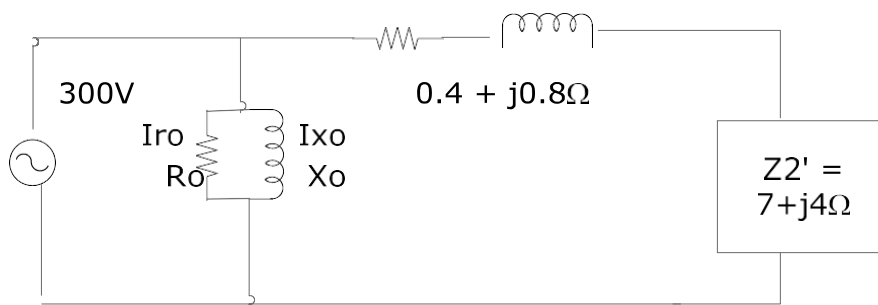 300V
0.4 + j0.8Ω
Iro
Ixo
Ro
Xo
Z2' =
7+j4Ω